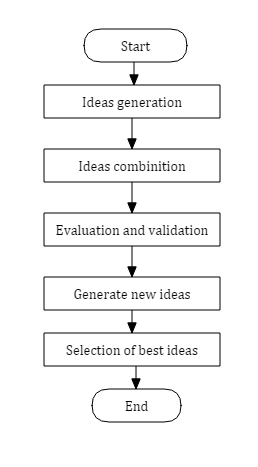 Start
Ideas generation
Ideas combinition
Evaluation and validation
Generate new ideas
Selection of best ideas
End